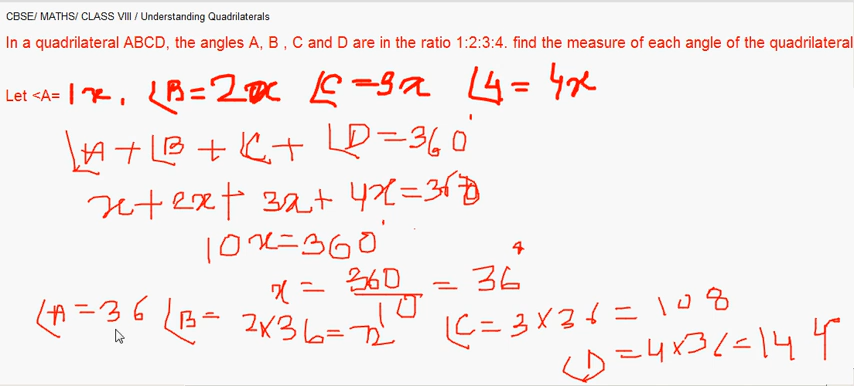 CBSE/ MATHS/ CLASS VIII / Understanding Quadrilaterals
In a quadrilateral ABCD, the angles A, B , C and D are in the ratio 1:2:3:4. find the measure of each angle of the quadrilateral
Let <A= 1x, ∠B=2x ∠C=3x ∠4=4x
∠A+∠B+∠C+∠D=360°
x+2x+3x+4x=360
10x=360°
x=360/10=36°
∠A=36 ∠B=2x36=72 ∠C=3x36=108
∠D=4x36=144